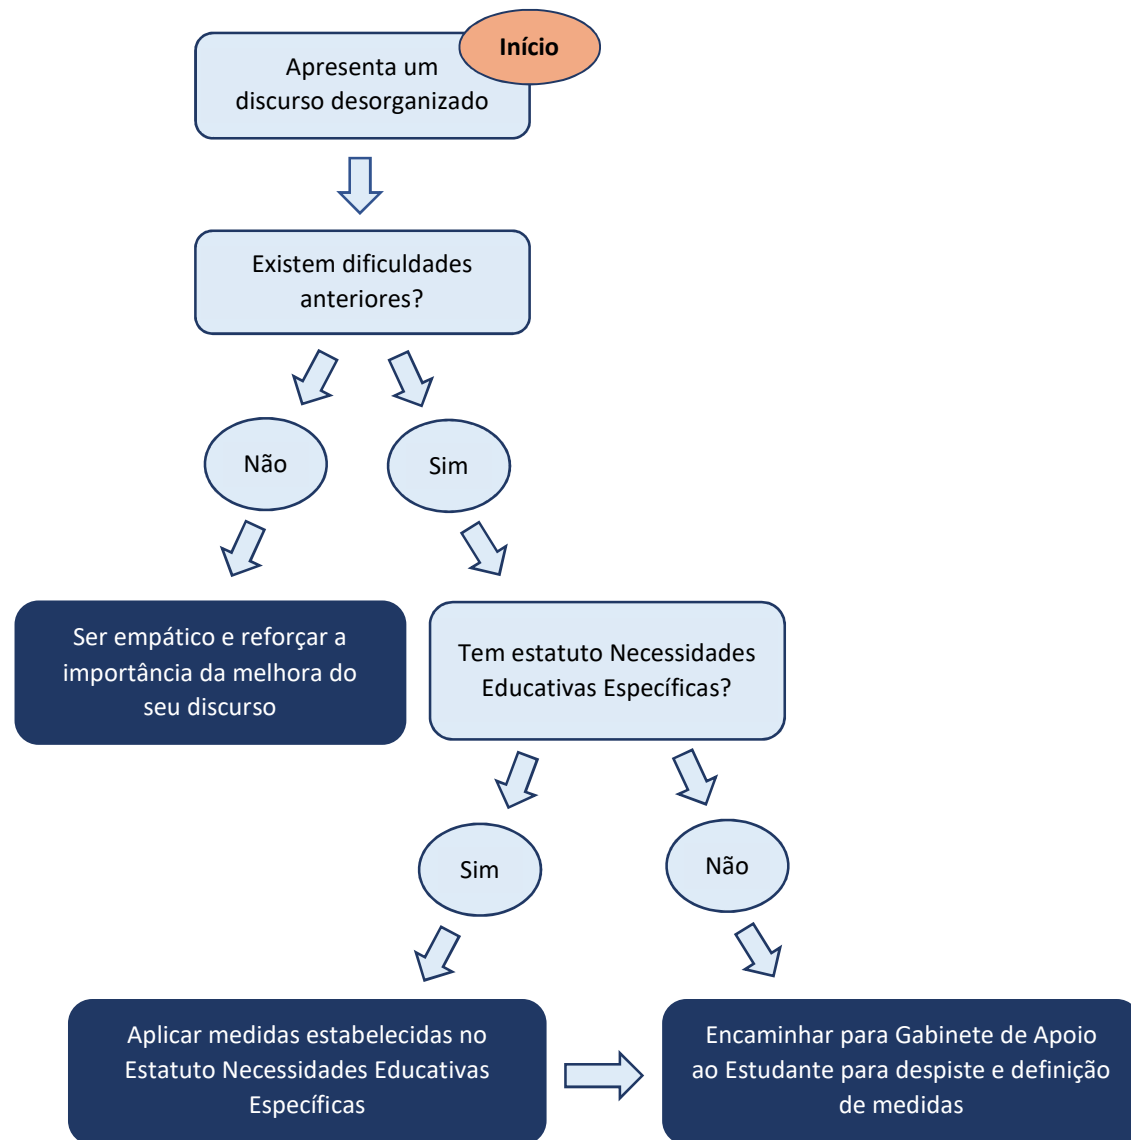 Início
Apresenta um
discurso desorganizado
Existem dificuldades
anteriores?
Não
Sim
Ser empático e reforçar a
importância da melhora do
seu discurso
Tem estatuto Necessidades
Educativas Específicas?
Sim
Não
Aplicar medidas estabelecidas no
Estatuto Necessidades Educativas
Específicas
Encaminhar para Gabinete de Apoio
ao Estudante para despiste e definição
de medidas